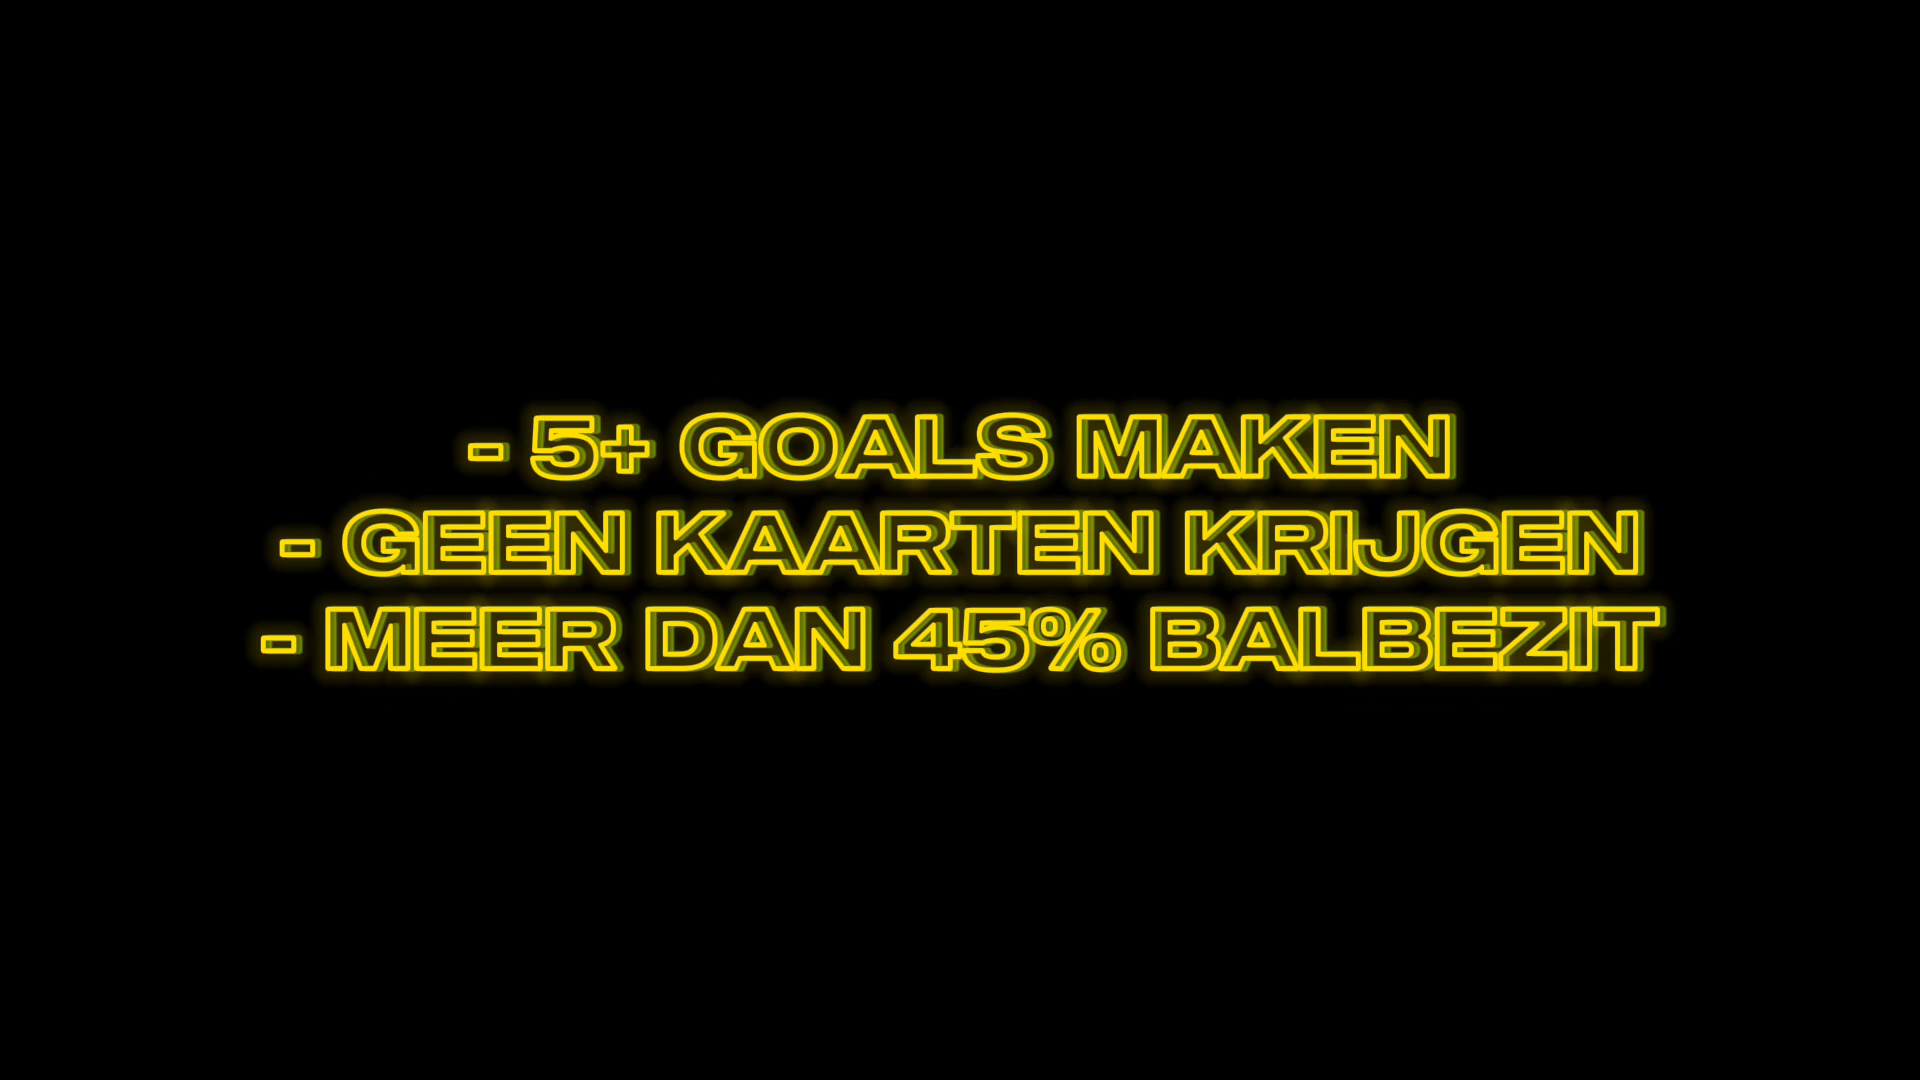 - 5+ GOALS MAKEN
- GEEN KAARTEN KRIJGEN
- MEER DAN 45% BALBEZIT